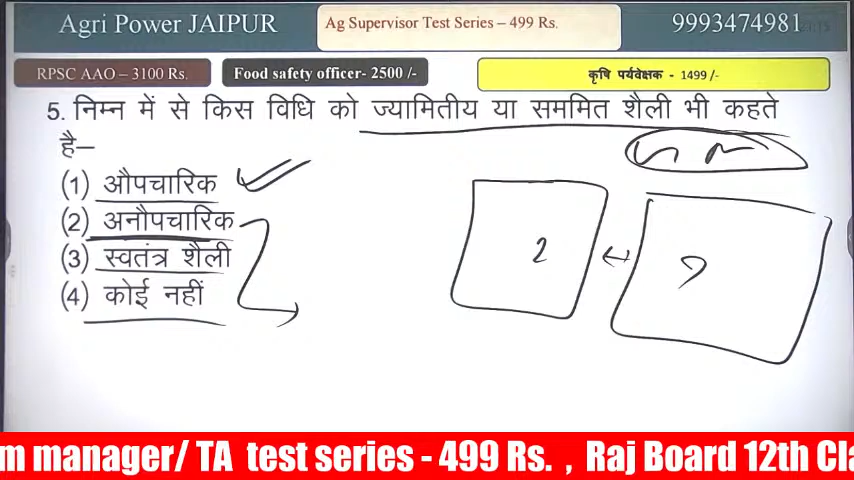 Agri Power JAIPUR
Ag Supervisor Test Series – 499 Rs.
9993474981
RPSC AAO – 3100 Rs.
Food safety officer- 2500 /-
कृषि पर्यवेक्षक - 1499 /-
5. निम्न में से किस विधि को ज्यामितीय या सममित शैली भी कहते
है–
(1) औपचारिक
(2) अनौपचारिक
(3) स्वतंत्र शैली
(4) कोई नहीं
2
m manager/ TA test series - 499 Rs. , Raj Board 12th Cla